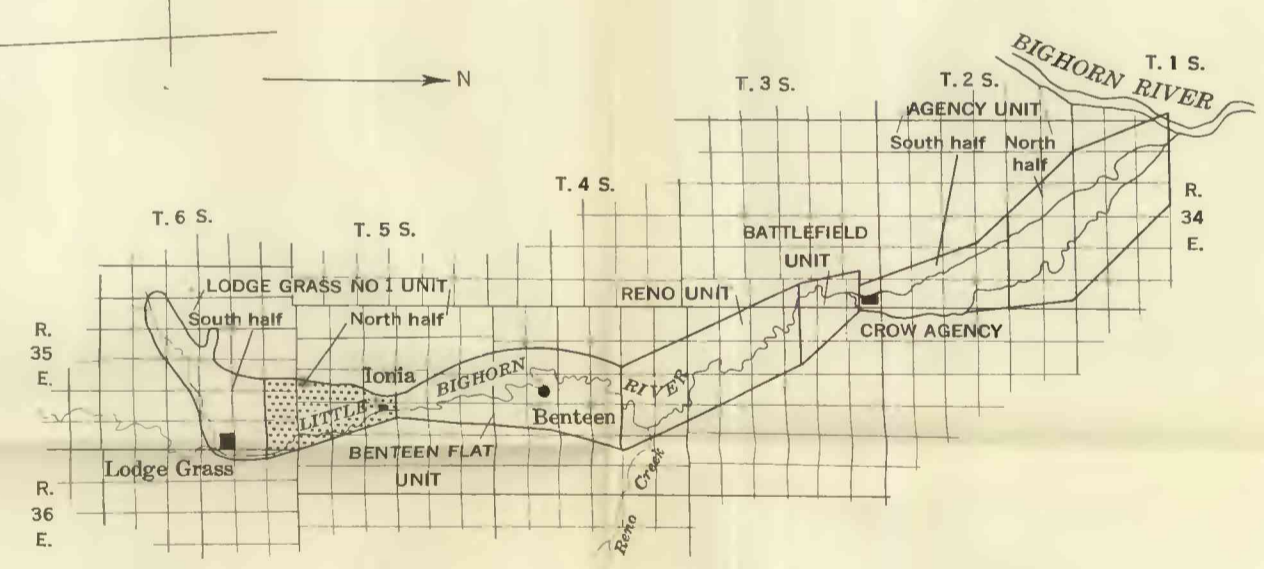 N
BIGHORN RIVER
T. 1 S.
T. 2 S.
T. 3 S.
AGENCY UNIT
South half
North
half
T. 4 S.
R.
34
E.
T. 6 S.
T. 5 S.
BATTLEFIELD
UNIT
LODGE GRASS NO 1 UNIT
RENO UNIT
South half
North half
CROW AGENCY
R.
35
E.
Ionia
LITTLE BIGHORN RIVER
Benteen
BENTEEN FLAT
UNIT
Lodge Grass
R.
36
E.
Reno Creek